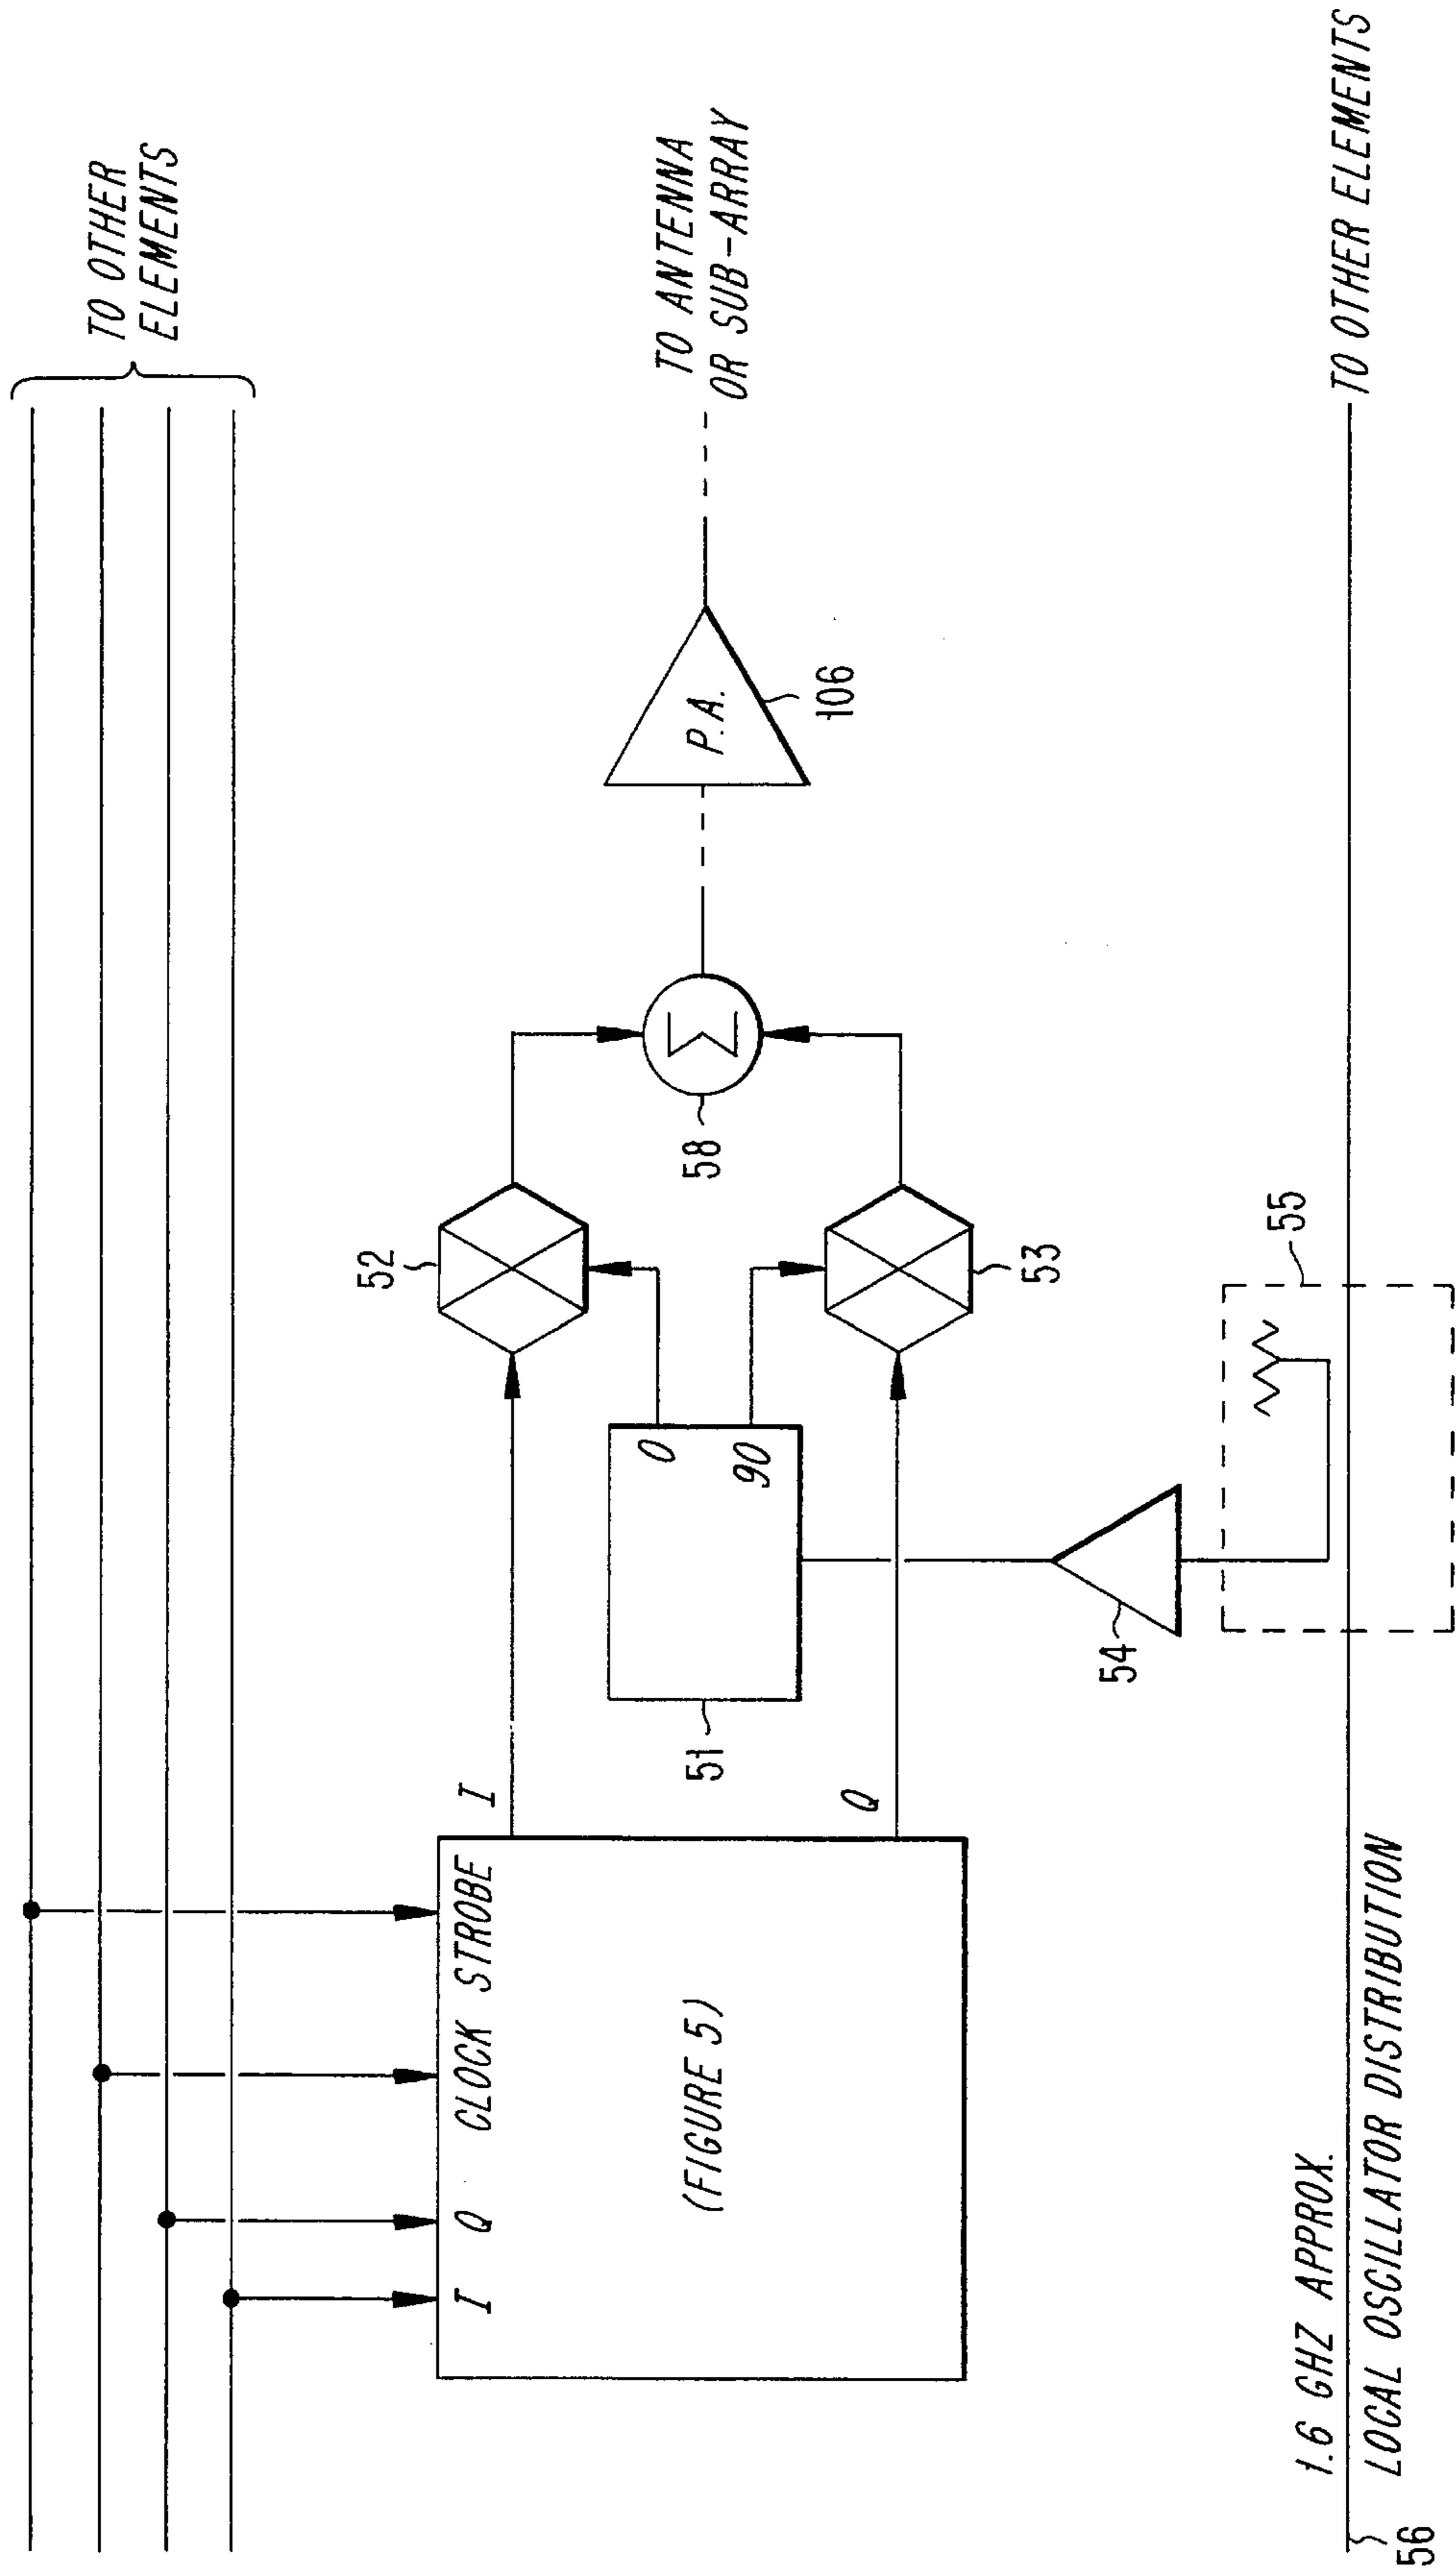 TO OTHER
ELEMENTS
I Q CLOCK STROBE
I
52
(FIGURE 5)
51
0
90
58
Σ
P.A.
106
TO ANTENNA
OR SUB-ARRAY
Q
53
54
55
1.6 GHZ APPROX.
TO OTHER ELEMENTS
56
LOCAL OSCILLATOR DISTRIBUTION